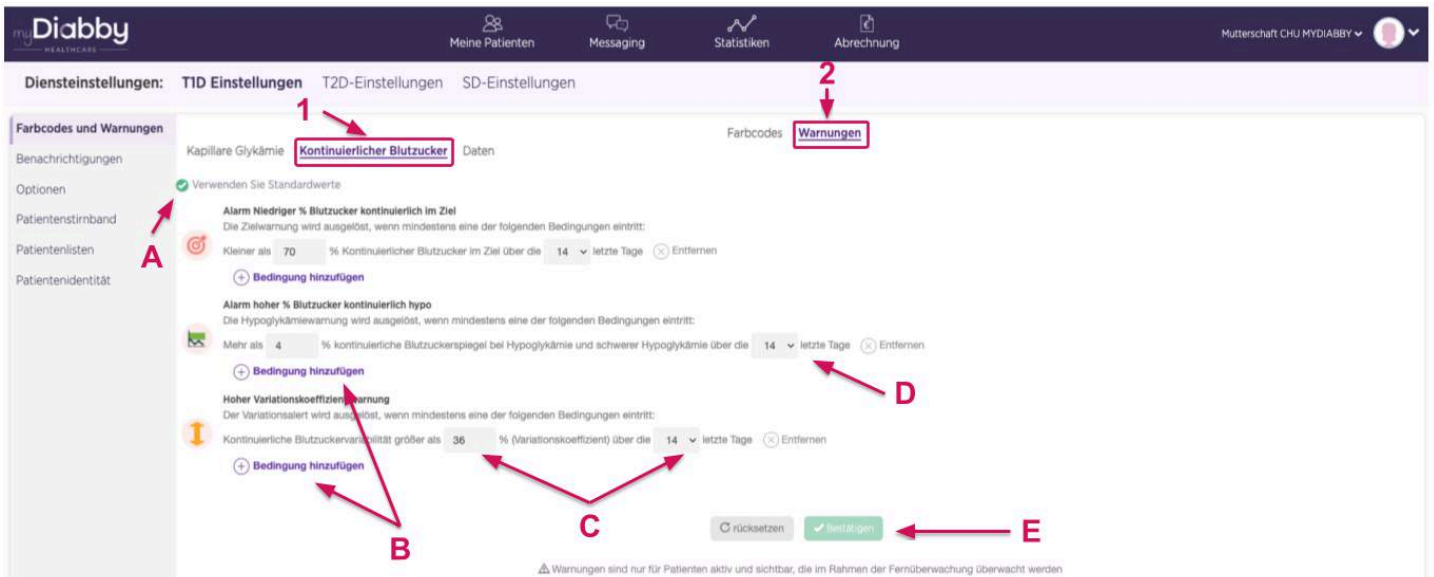 myDiabby
HEALTHCARE
Meine Patienten
Messaging
Statistiken
Abrechnung
Mutterschaft CHU MYDIABBY
Diensteinstellungen: T1D Einstellungen T2D-Einstellungen SD-Einstellungen
2
1
Farbcodes und Warnungen
Benachrichtigungen
Optionen
Patientenstirnband
Patientenlisten
Patientenidentität
Farbcodes Warnungen
Kapillare Glykämie Kontinuierlicher Blutzucker Daten
Verwenden Sie Standardwerte
A
Alarm Niedriger % Blutzucker kontinuierlich im Ziel
Die Zielwarnung wird ausgelöst, wenn mindestens eine der folgenden Bedingungen eintritt:
Kleiner als 70 % Kontinuierlicher Blutzucker im Ziel über die 14 letzte Tage Entfernen
Bedingung hinzufügen
Alarm hoher % Blutzucker kontinuierlich hypo
Die Hypoglykämiewarnung wird ausgelöst, wenn mindestens eine der folgenden Bedingungen eintritt:
Mehr als 4 % kontinuierliche Blutzuckerspiegel bei Hypoglykämie und schwerer Hypoglykämie über die 14 letzte Tage Entfernen
Bedingung hinzufügen
D
Hoher Variationskoeffizientwarnung
Der Variationsalert wird ausgelöst, wenn mindestens eine der folgenden Bedingungen eintritt:
Kontinuierliche Blutzuckervariabilität größer als 36 % (Variationskoeffizient) über die 14 letzte Tage Entfernen
Bedingung hinzufügen
B
C
rücksetzen
Bestätigen
E
Warnungen sind nur für Patienten aktiv und sichtbar, die im Rahmen der Fernüberwachung überwacht werden